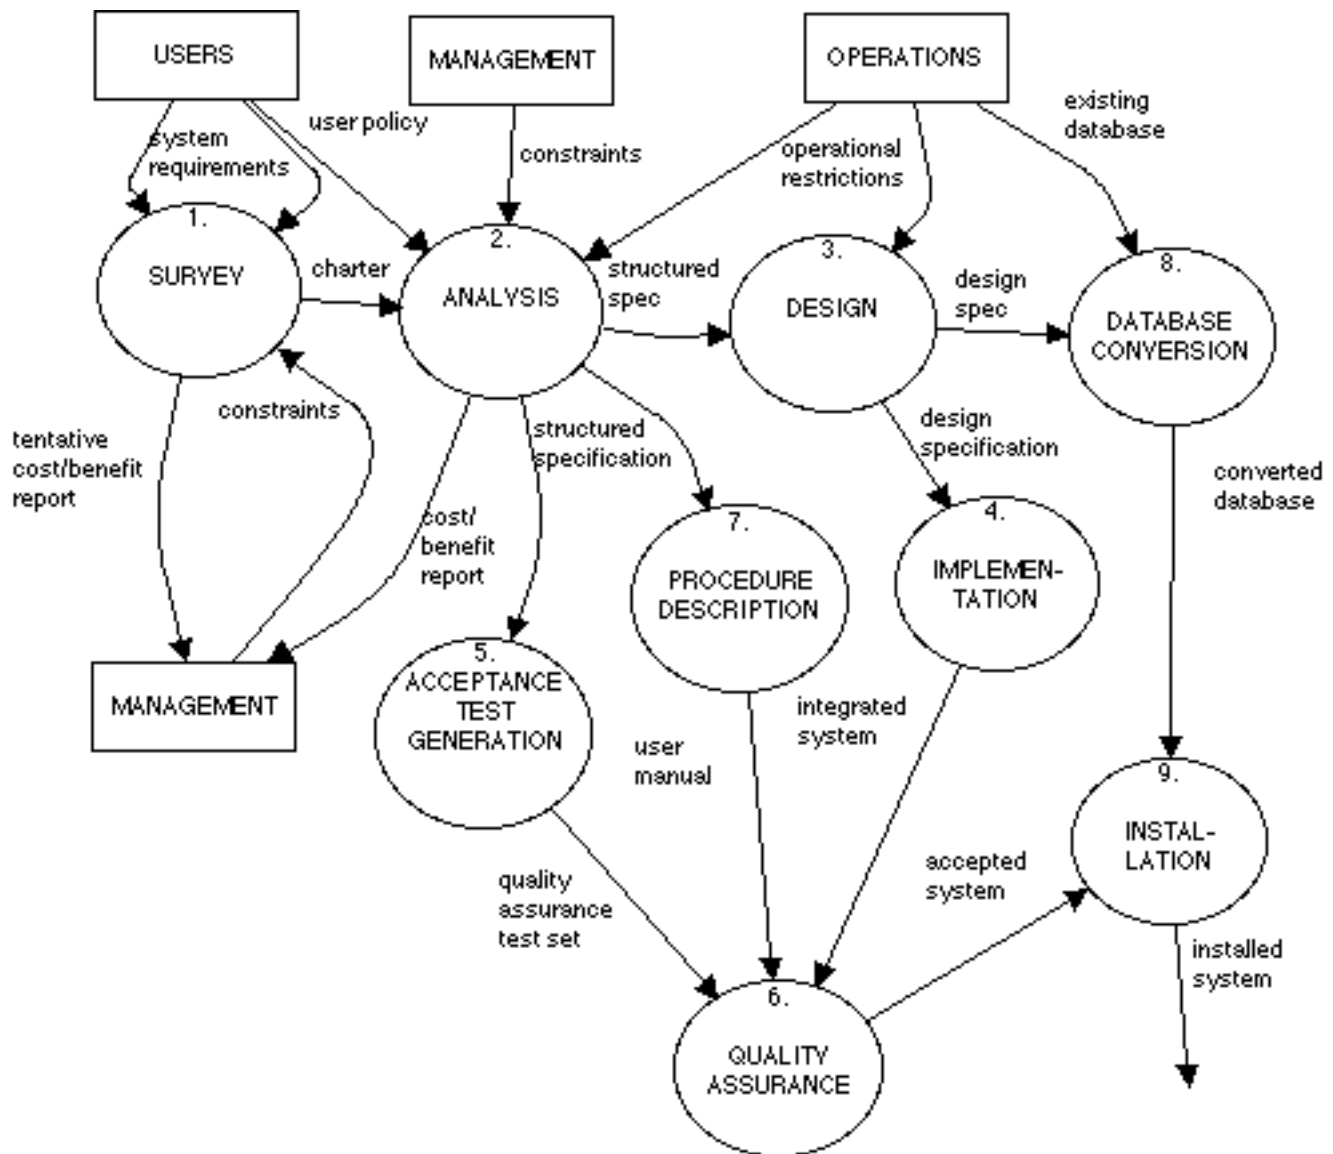 USERS
MANAGEMENT
OPERATIONS
user policy
system
requirements
constraints
operational
restrictions
existing
database
1.
SURVEY
charter
2.
ANALYSIS
structured
spec
3.
DESIGN
design
spec
8.
DATABASE
CONVERSION
tentative
cost/benefit
report
constraints
structured
specification
design
specification
converted
database
cost/
benefit
report
7.
PROCEDURE
DESCRIPTION
4.
IMPLEMEN-
TATION
MANAGEMENT
5.
ACCEPTANCE
TEST
GENERATION
user
manual
integrated
system
9.
INSTAL-
LATION
quality
assurance
test set
accepted
system
installed
system
6.
QUALITY
ASSURANCE